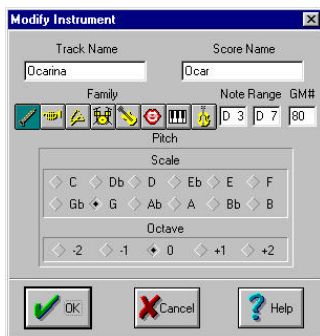 Modify Instrument
Track Name Score Name
Ocarina Ocar
Family Note Range GM#
D 3 D 7 80
Pitch
Scale
C Db D Eb E F
Gb G Ab A Bb B
Octave
-2 -1 0 +1 +2
OK Cancel Help